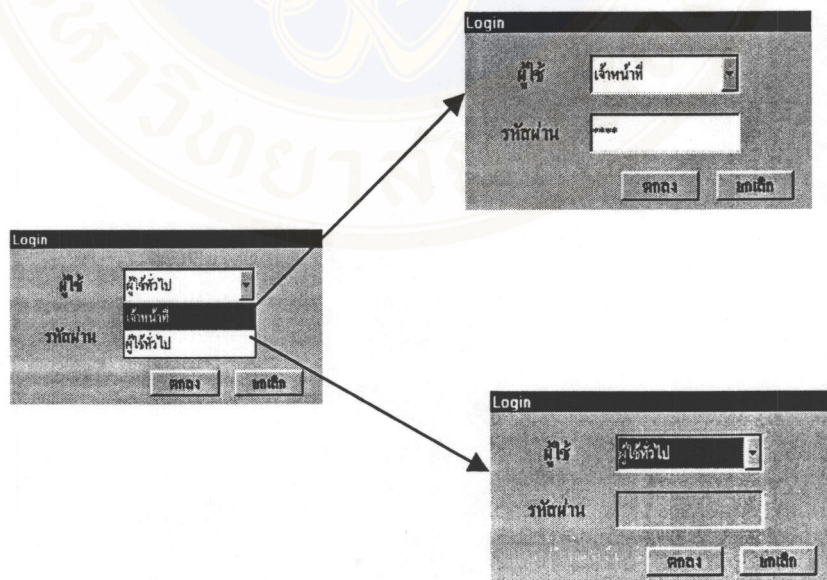 Login
ผู้ใช้ เจ้าหน้าที่
รหัสผ่าน ****
ตกลง ยกเลิก
Login
ผู้ใช้ ผู้ใช้ทั่วไป
เจ้าหน้าที่
รหัสผ่าน ผู้ใช้ทั่วไป
ตกลง ยกเลิก
Login
ผู้ใช้ ผู้ใช้ทั่วไป
รหัสผ่าน
ตกลง ยกเลิก